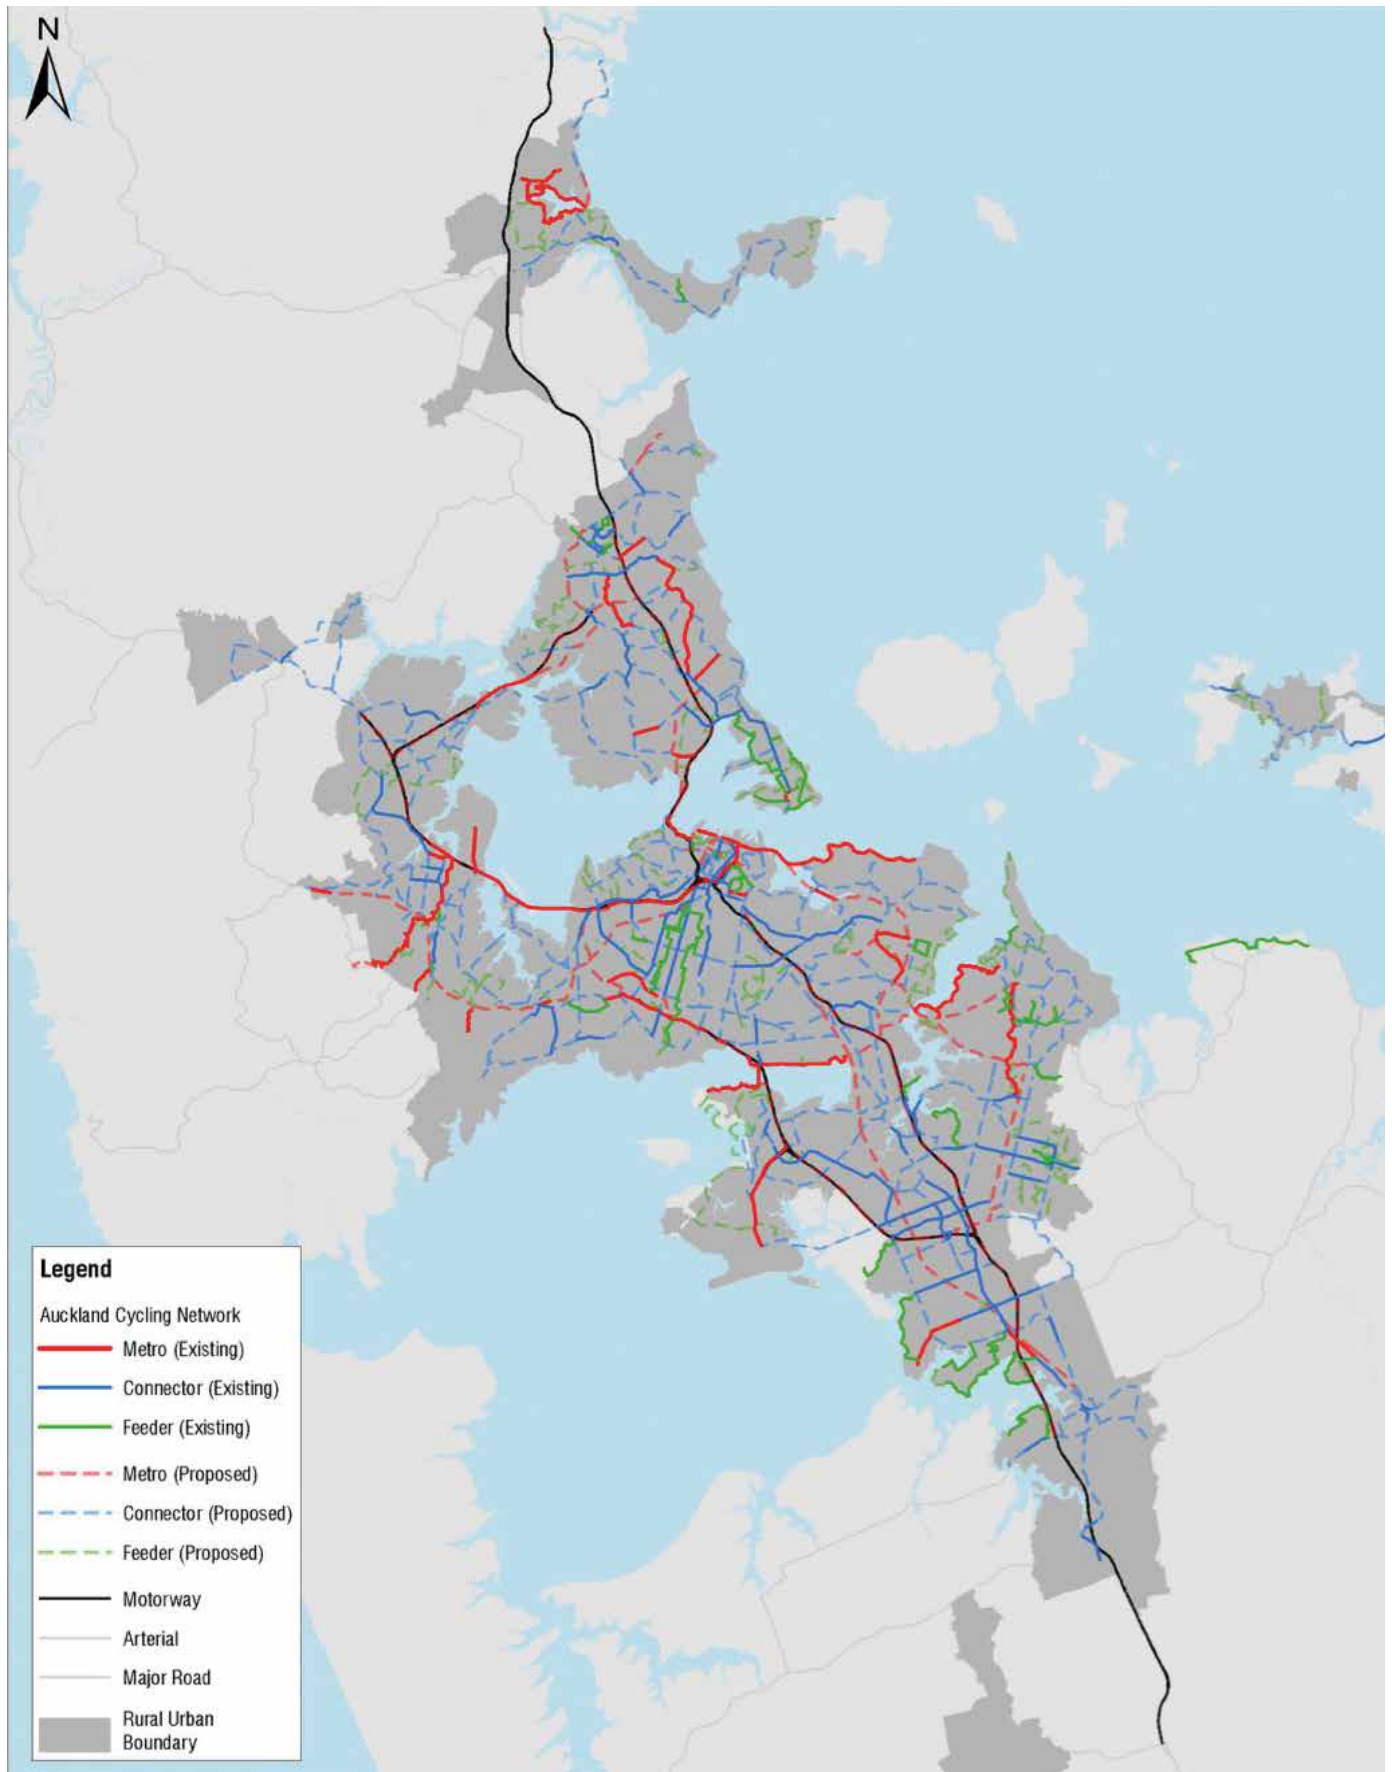 N
Legend
Auckland Cycling Network
Metro (Existing)
Connector (Existing)
Feeder (Existing)
Metro (Proposed)
Connector (Proposed)
Feeder (Proposed)
Motorway
Arterial
Major Road
Rural Urban
Boundary